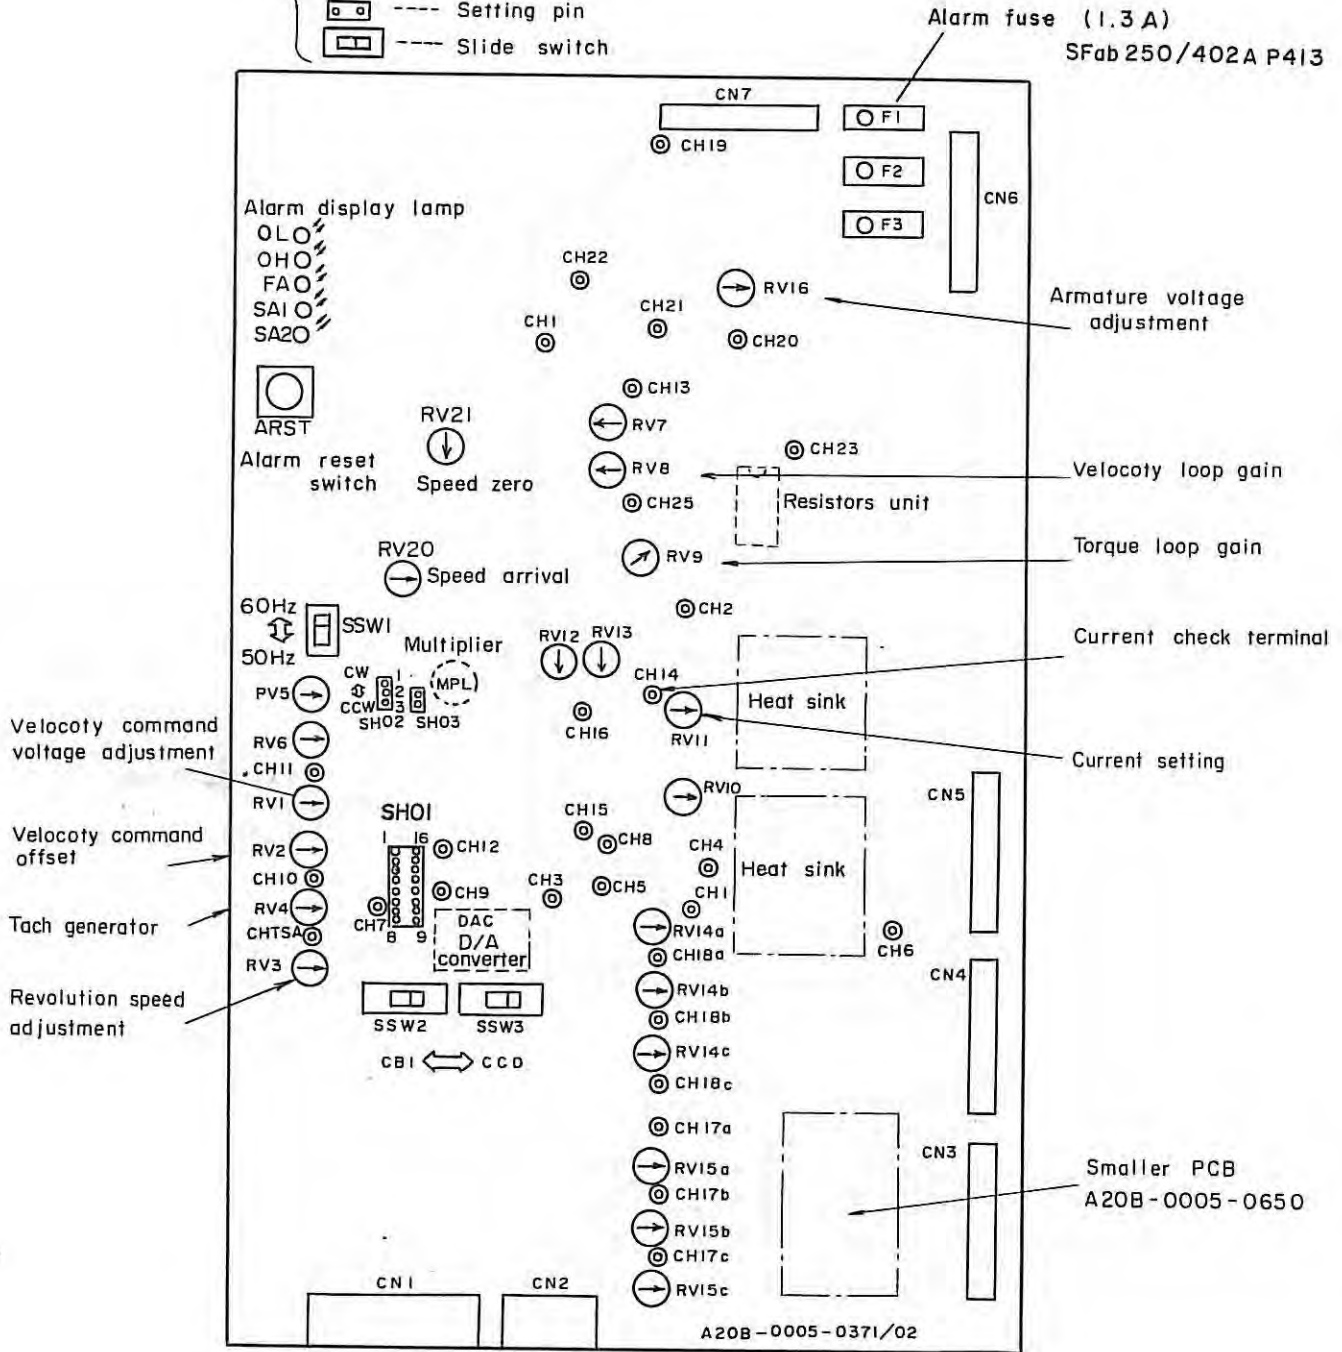 ---- Setting pin
---- Slide switch
Alarm fuse (1.3A)
SFab 250/402A P413
CN7
F1
CH19
F2
CN6
F3
Alarm display lamp
OL
OH
FA
SA1
SA2
CH22
RV16
CH21
CH1
CH20
Armature voltage
adjustment
CH13
ARST
RV21
RV7
Alarm reset
switch
Speed zero
RV8
CH23
Velocoty loop gain
CH25
Resistors unit
RV20
Speed arrival
RV9
Torque loop gain
60Hz
50Hz
SSW1
Multiplier
MPL
CH2
RV12
RV13
Current check terminal
CH14
Heat sink
PV5
CW
CCW
1
2
3
SH02
SH03
CH16
RV11
Velocoty command
voltage adjustment
RV6
CH11
RV1
Current setting
RV10
CN5
SH01
1 16
CH15
CH8
Velocoty command
offset
RV2
CH12
CH4
Heat sink
CH10
CH9
CH3
CH5
CH1
Tach generator
RV4
CH7
8 9
DAC
D/A
converter
RV14a
CH6
CHTSA
CH18a
RV3
CN4
Revolution speed
adjustment
SSW2
SSW3
RV14b
CH18b
CBI
CCD
RV14c
CH18c
CH17a
CN3
RV15a
CH17b
Smaller PCB
A20B-0005-0650
RV15b
CH17c
CN1
CN2
RV15c
A20B-0005-0371/02